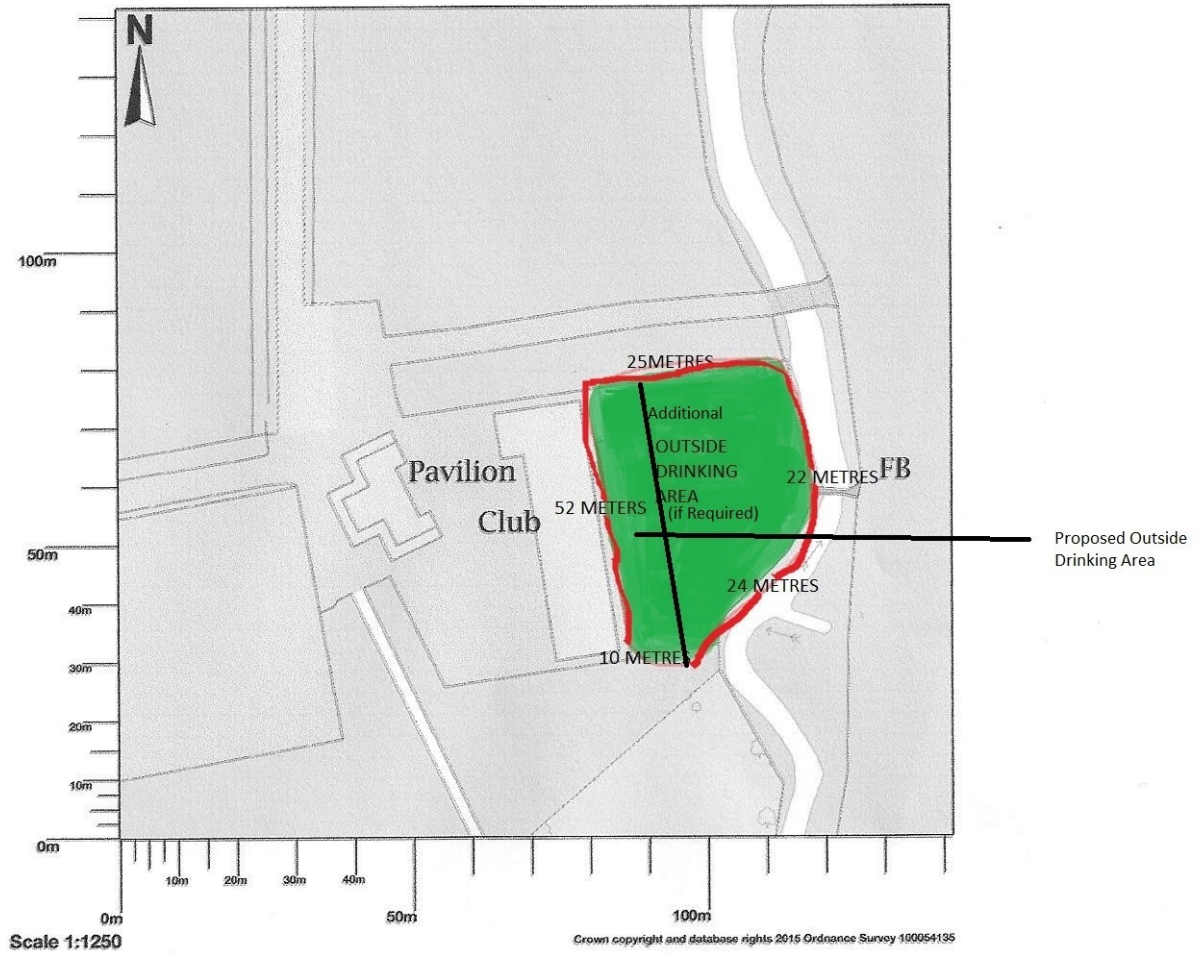 N
100m
25METRES
Additional
OUTSIDE
DRINKING
AREA
(if Required)
Pavilion
Club
52 METERS
22 METRES
FB
Proposed Outside
Drinking Area
50m
24 METRES
40m
10 METRES
30m
20m
10m
0m
10m
20m
30m
40m
0m
50m
100m
Scale 1:1250
Crown copyright and database rights 2015 Ordnance Survey 100054135